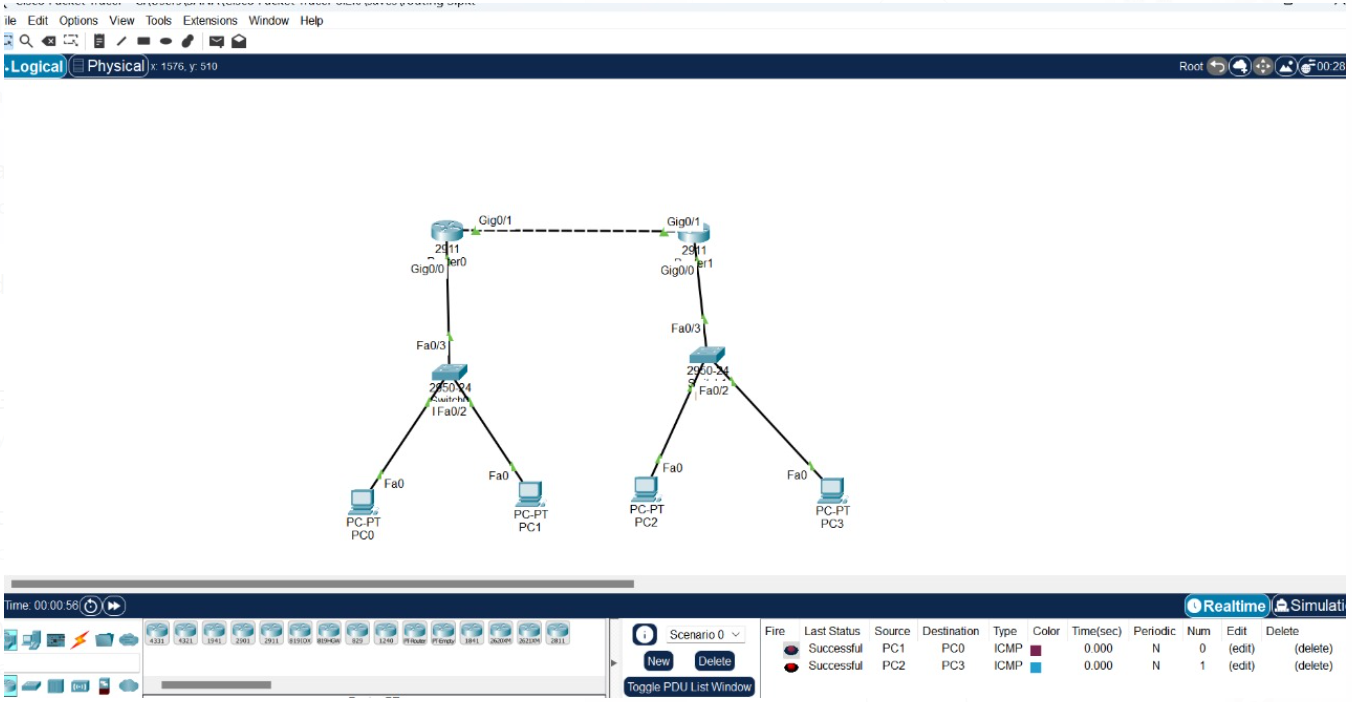 ile Edit Options View Tools Extensions Window Help
Logical Physical x: 1576, y: 510 Root 00:28
Gig0/1 Gig0/1
2911 2911
er0 er1
Gig0/0 Gig0/0
Fa0/3 Fa0/3
2950-24 2950-24
Switch0
Fa0/2 Fa0/2
Fa0 Fa0 Fa0 Fa0
PC-PT PC-PT PC-PT PC-PT
PC0 PC1 PC2 PC3
Time: 00:00:56 Realtime Simulati
4331 4321 1941 2901 2911 819IOX 819HGW 829 1240 PT-Router PT-Empty 1841 2620XM 2621XM 2811
Scenario 0
New Delete
Toggle PDU List Window
Fire Last Status Source Destination Type Color Time(sec) Periodic Num Edit Delete
Successful PC1 PC0 ICMP 0.000 N 0 (edit) (delete)
Successful PC2 PC3 ICMP 0.000 N 1 (edit) (delete)